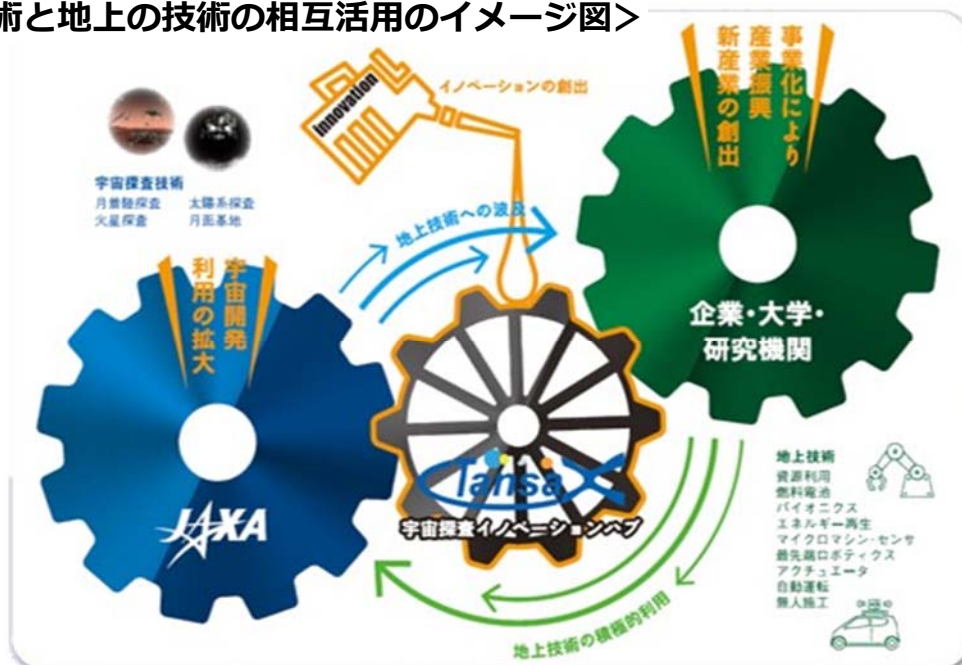 術と地上の技術の相互活用のイメージ図>
Innovation
イノベーションの創出
事業化により
産業振興
新産業の創出
宇宙探査技術
月曽駐探査
太陽系探査
火星探査
月面基地
地上技術への波及
宇宙開発
利用の拡大
企業・大学・
研究機関
JAXA
Tansa X
宇宙探査イノベーションハブ
地上技術
資源利用
燃料電池
バイオニクス
エネルギー再生
マイクロマシン・センサ
最先端ロボティクス
アクチュエータ
自動運転
無人施工
地上技術の積極的利用